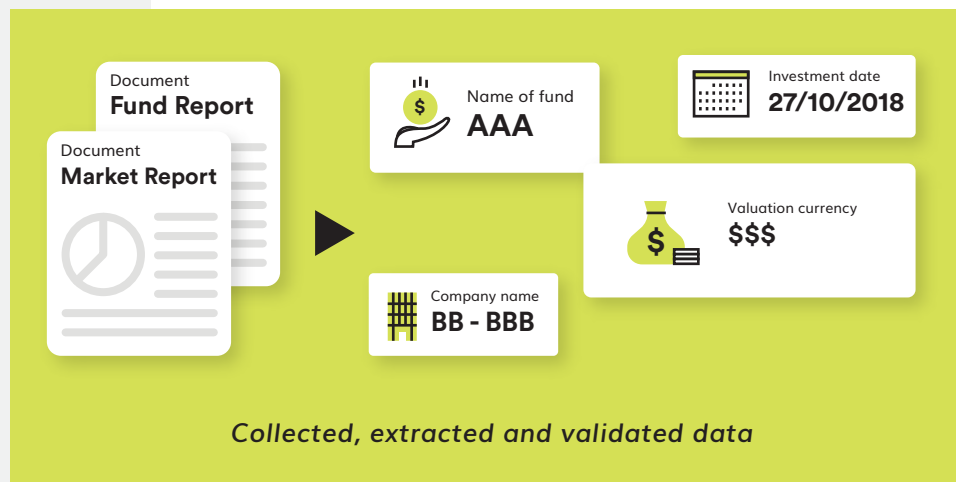 Document
Fund Report
Document
Market Report
Name of fund
AAA
Investment date
27/10/2018
Valuation currency
$$$
Company name
BB - BBB
Collected, extracted and validated data